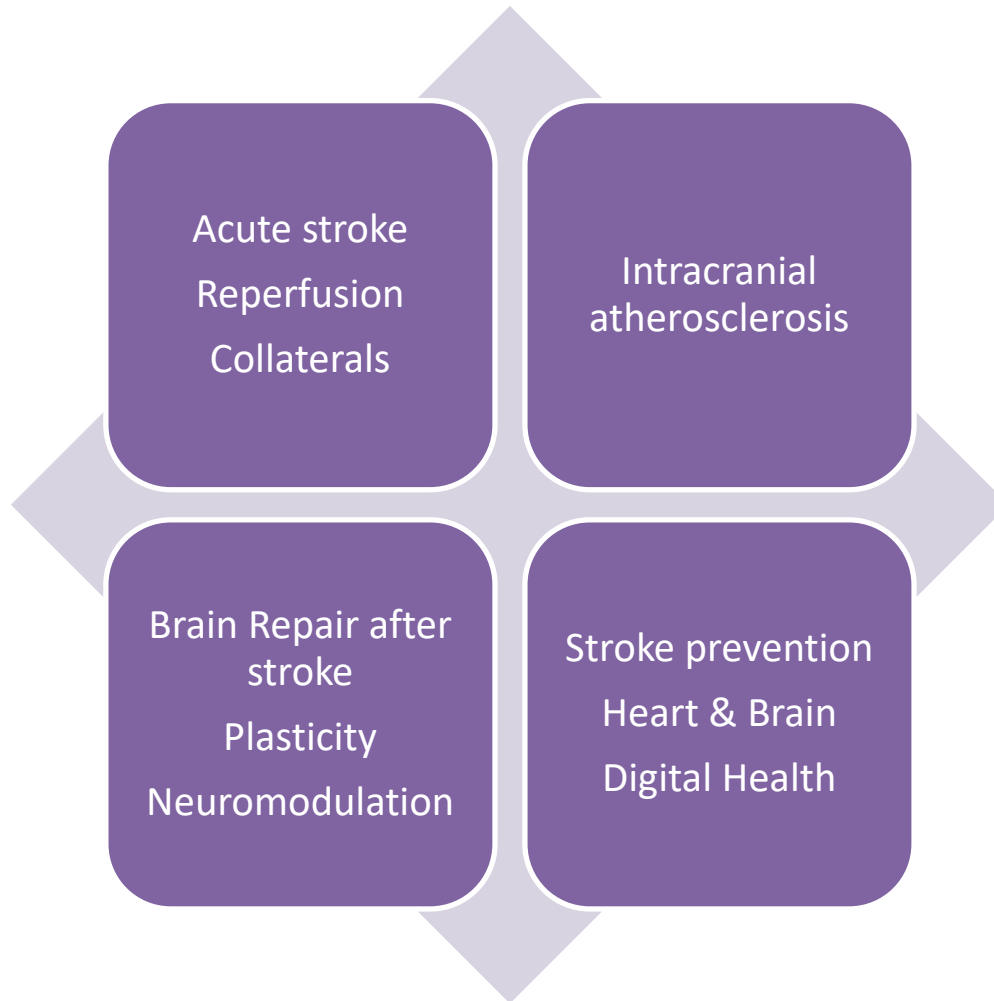 Acute stroke
Reperfusion
Collaterals
Intracranial
atherosclerosis
Brain Repair after
stroke
Plasticity
Neuromodulation
Stroke prevention
Heart & Brain
Digital Health